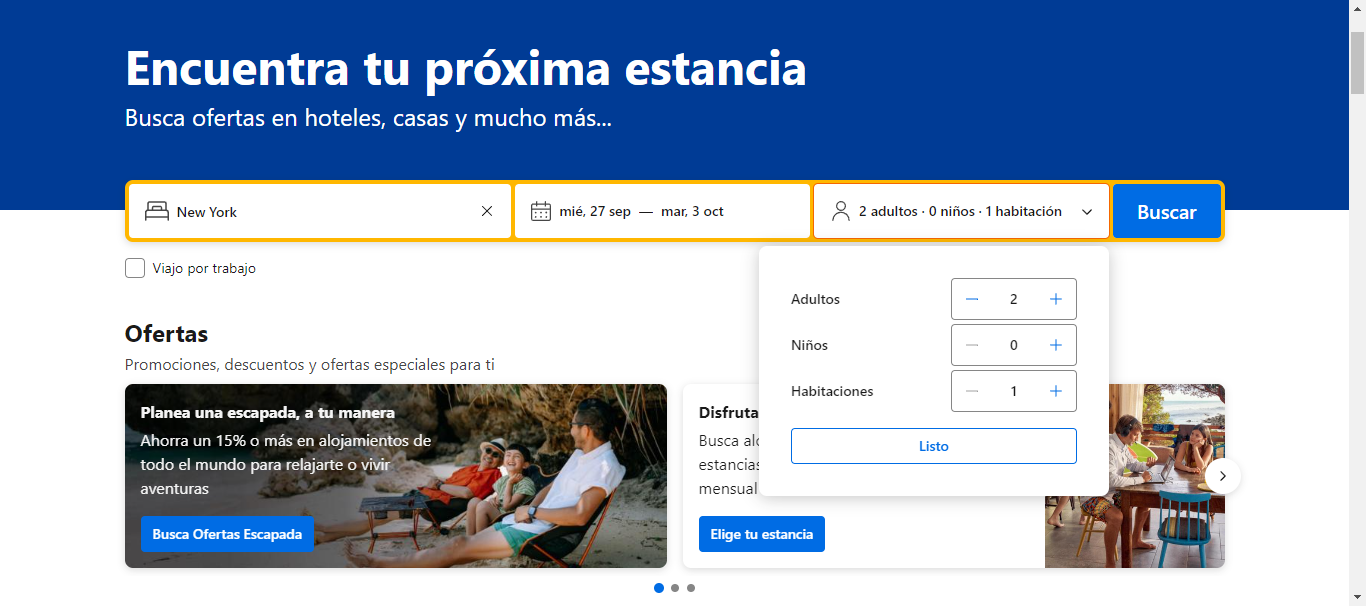 Encuentra tu próxima estancia
Busca ofertas en hoteles, casas y mucho más...
New York
mié, 27 sep — mar, 3 oct
2 adultos · 0 niños · 1 habitación
Buscar
Viajo por trabajo
Adultos
2
Niños
0
Habitaciones
1
Listo
Ofertas
Promociones, descuentos y ofertas especiales para ti
Planea una escapada, a tu manera
Ahorra un 15% o más en alojamientos de
todo el mundo para relajarte o vivir
aventuras
Busca Ofertas Escapada
Disfruta
Busca
estancias
mensual
Elige tu estancia